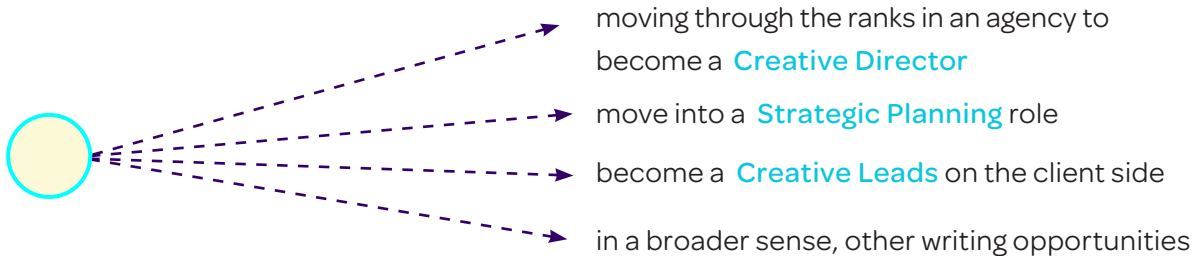 moving through the ranks in an agency to
become a Creative Director
move into a Strategic Planning role
become a Creative Leads on the client side
in a broader sense, other writing opportunities